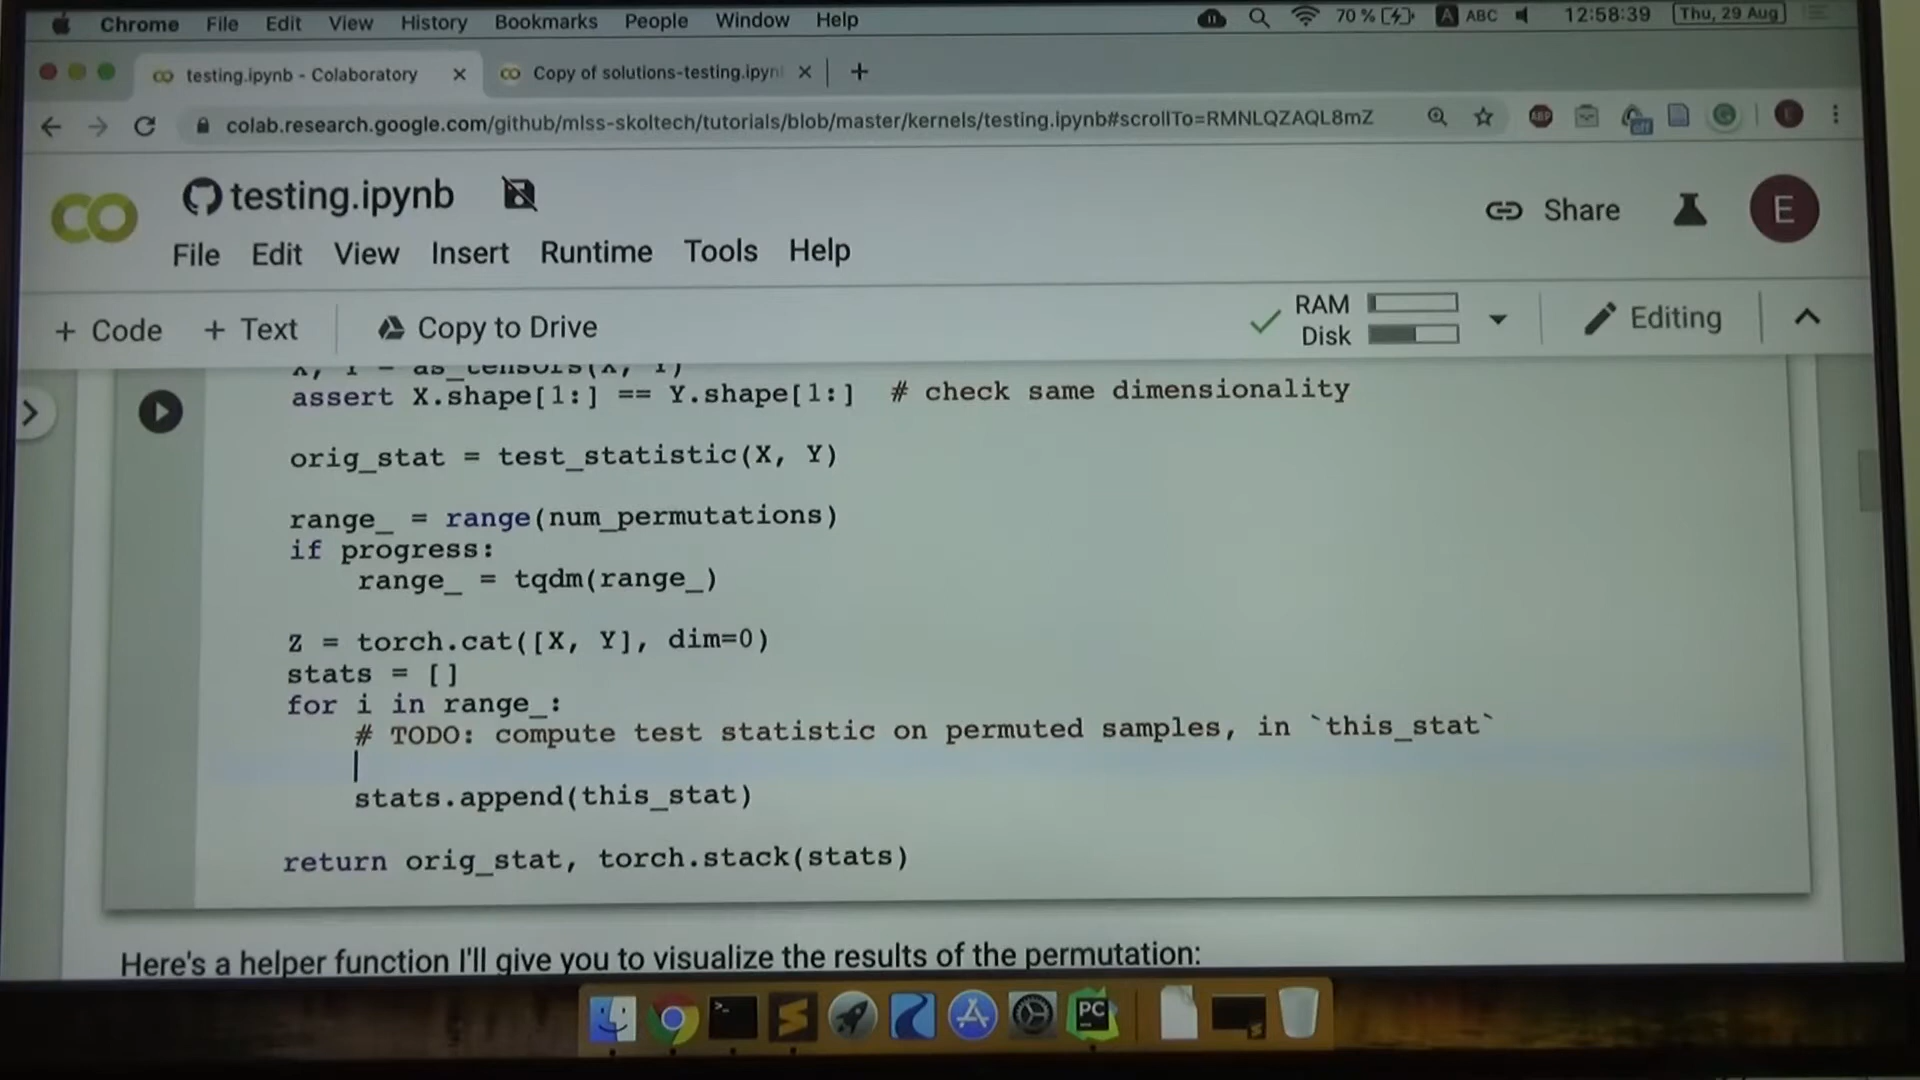 Chrome File Edit View History Bookmarks People Window Help 70 % A ABC 12:58:39 Thu, 29 Aug
testing.ipynb - Colaboratory Copy of solutions-testing.ipyn
colab.research.google.com/github/mlss-skoltech/tutorials/blob/master/kernels/testing.ipynb#scrollTo=RMNLQZAQL8mZ ABP off
CO testing.ipynb Share E
File Edit View Insert Runtime Tools Help
+ Code + Text Copy to Drive RAM Disk Editing
X, Y = as_tensors(X, Y)
assert X.shape[1:] == Y.shape[1:] # check same dimensionality
orig_stat = test_statistic(X, Y)
range_ = range(num_permutations)
if progress:
range_ = tqdm(range_)
Z = torch.cat([X, Y], dim=0)
stats = []
for i in range_:
# TODO: compute test statistic on permuted samples, in `this_stat`
stats.append(this_stat)
return orig_stat, torch.stack(stats)
Here's a helper function I'll give you to visualize the results of the permutation:
PC